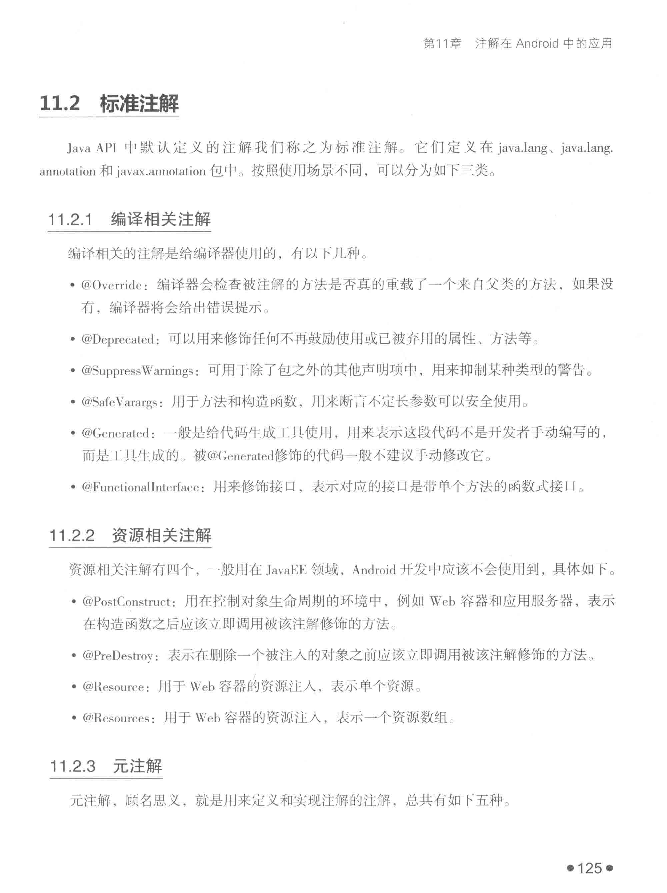 第11章 注解在 Android 中的应用
11.2 标准注解
Java API 中默认定义的注解我们称之为标准注解。它们定义在 java.lang、java.lang.
annotation 和 javax.annotation 包中。按照使用场景不同，可以分为如下三类。
11.2.1 编译相关注解
编译相关的注解是给编译器使用的，有以下几种。
• @Override：编译器会检查被注解的方法是否真的重载了一个来自父类的方法，如果没
有，编译器将会给出错误提示。
• @Deprecated：可以用来修饰任何不再鼓励使用或已被弃用的属性、方法等。
• @SuppressWarnings：可用于除了包之外的其他声明项中，用来抑制某种类型的警告。
• @SafeVarargs：用于方法和构造函数，用来断言不定长参数可以安全使用。
• @Generated：一般是给代码生成工具使用，用来表示这段代码不是开发者手动编写的，
而是工具生成的。被@Generated修饰的代码一般不建议手动修改它。
• @FunctionalInterface：用来修饰接口，表示对应的接口是带单个方法的函数式接口。
11.2.2 资源相关注解
资源相关注解有四个，一般用在 JavaEE 领域，Android 开发中应该不会使用到，具体如下。
• @PostConstruct：用在控制对象生命周期的环境中，例如 Web 容器和应用服务器，表示
在构造函数之后应该立即调用被该注解修饰的方法。
• @PreDestroy：表示在删除一个被注入的对象之前应该立即调用被该注解修饰的方法。
• @Resource：用于 Web 容器的资源注入，表示单个资源。
• @Resources：用于 Web 容器的资源注入，表示一个资源数组。
11.2.3 元注解
元注解，顾名思义，就是用来定义和实现注解的注解，总共有如下五种。
●125●